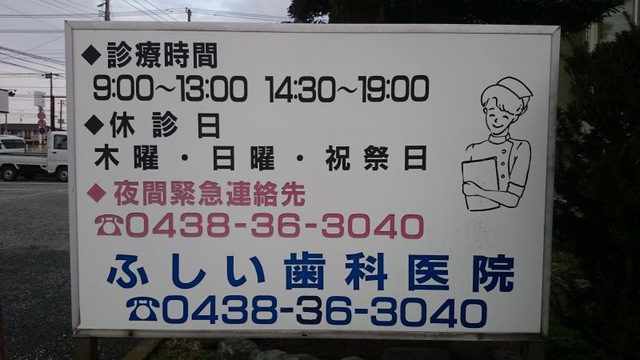 ◆診療時間
9:00～13:00 14:30～19:00
◆休診日
木曜・日曜・祝祭日
◆夜間緊急連絡先
☎0438-36-3040
ふしい歯科医院
☎0438-36-3040